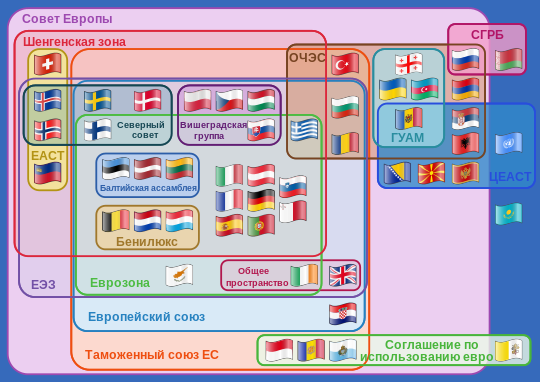 Совет Европы
Шенгенская зона
СГРБ
ОЧЭС
Северный
совет
Вишеградская
группа
ГУАМ
ЕАСТ
ЦЕАСТ
Балтийская ассамблея
Бенилюкс
Общее
пространство
ЕЭЗ
Еврозона
Европейский союз
Таможенный союз ЕС
Соглашение по
использованию евро